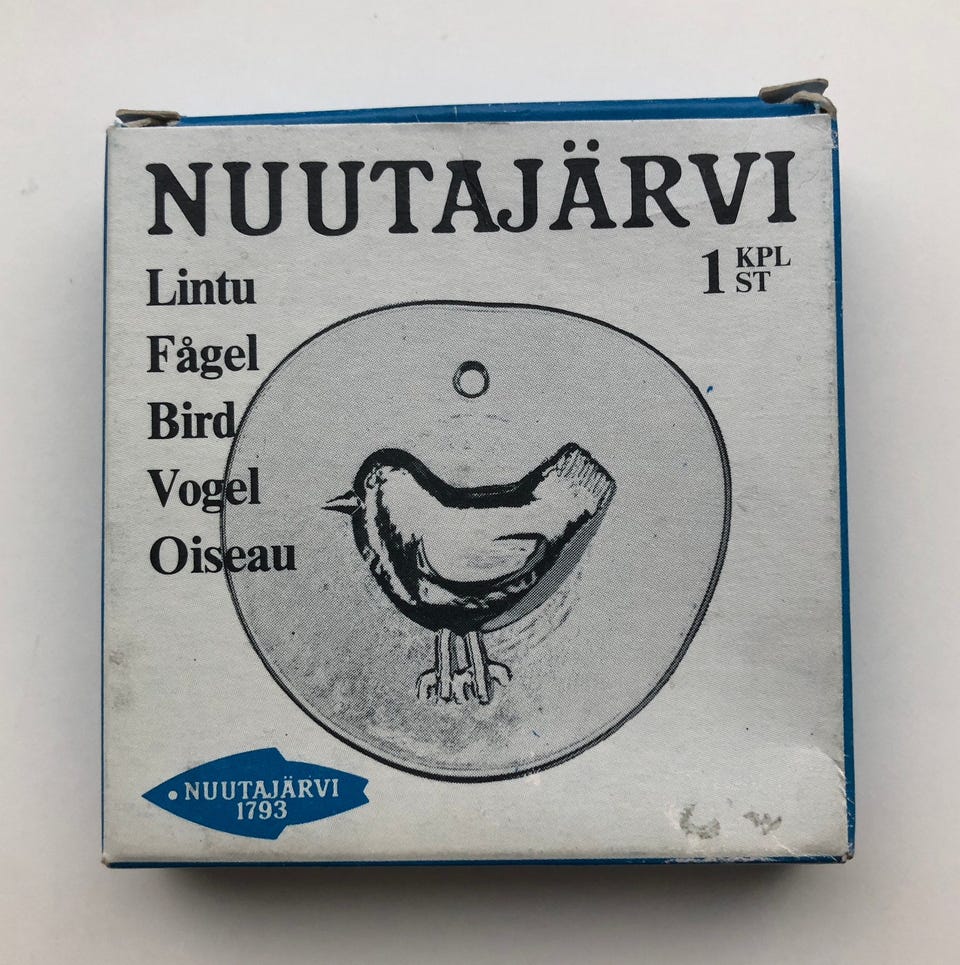 NUUTAJÄRVI
1 KPL
ST
Lintu
Fågel
Bird
Vogel
Oiseau
NUUTAJÄRVI
1793